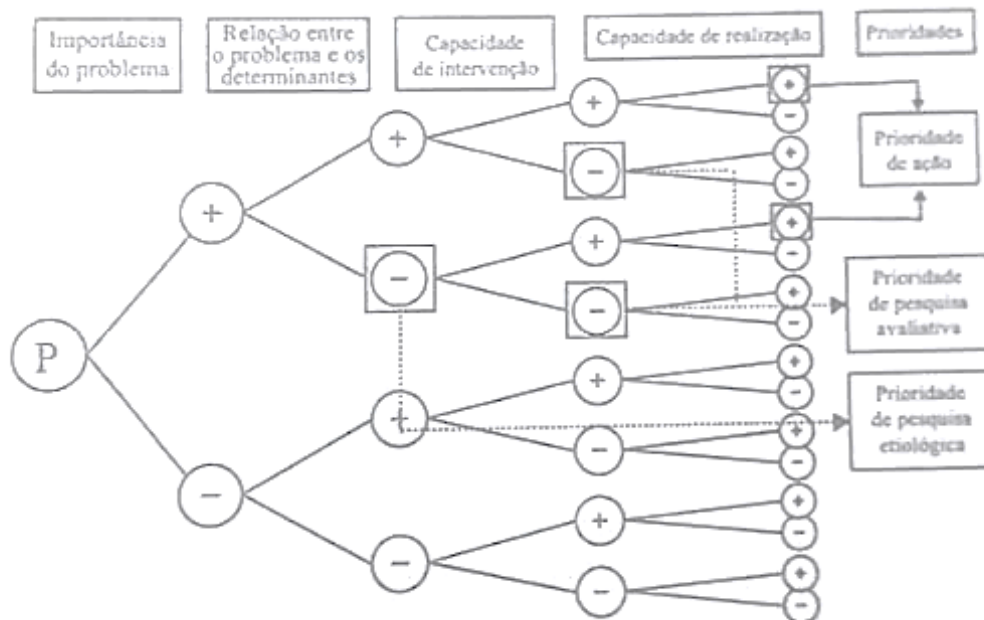 Importância
do problema
Relação entre
o problema e os
determinantes
Capacidade
de intervenção
Capacidade de realização
Prioridades
P
+
−
+
−
+
−
+
−
+
−
+
−
+
−
+
−
+
−
+
−
+
−
+
−
+
−
+
−
+
−
Prioridade
de ação
Prioridade
de pesquisa
avaliativa
Prioridade
de pesquisa
etiológica